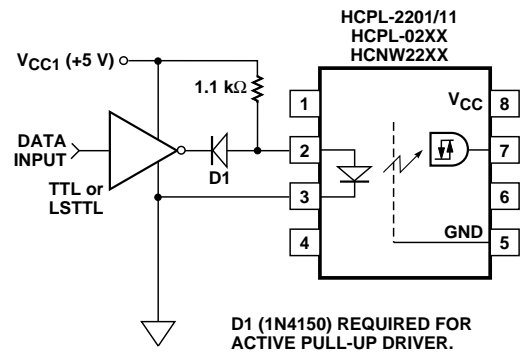 HCPL-2201/11
HCPL-02XX
HCNW22XX
VCC1 (+5 V)
1.1 kΩ
1
VCC
8
DATA
INPUT
2
7
D1
TTL or
LSTTL
3
6
4
GND
5
D1 (1N4150) REQUIRED FOR
ACTIVE PULL-UP DRIVER.